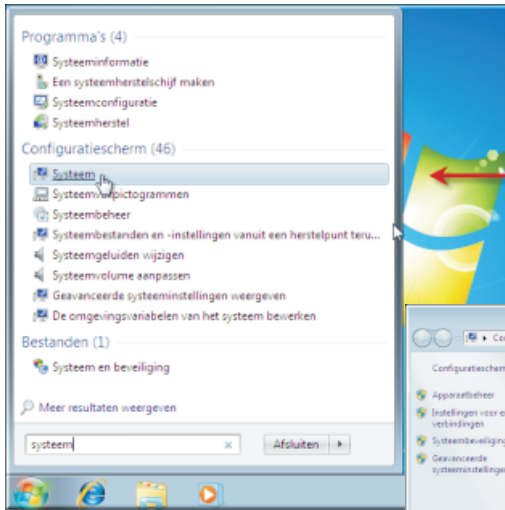 Programma's (4)
Systeeminformatie
Een systeemherstelschijf maken
Systeemconfiguratie
Systeemherstel
Configuratiescherm (46)
Systeem
Systeemvakpictogrammen
Systeembeheer
Systeembestanden en -instellingen vanuit een herstelpunt teru...
Systeemgeluiden wijzigen
Systeemvolume aanpassen
Geavanceerde systeeminstellingen weergeven
De omgevingsvariabelen van het systeem bewerken
Bestanden (1)
Systeem en beveiliging
Meer resultaten weergeven
systeem
Afsluiten
Configuratiescherm
Apparaatbeheer
Instellingen voor
verbindingen
Systeembeveiliging
Geavanceerde
systeeminstellingen